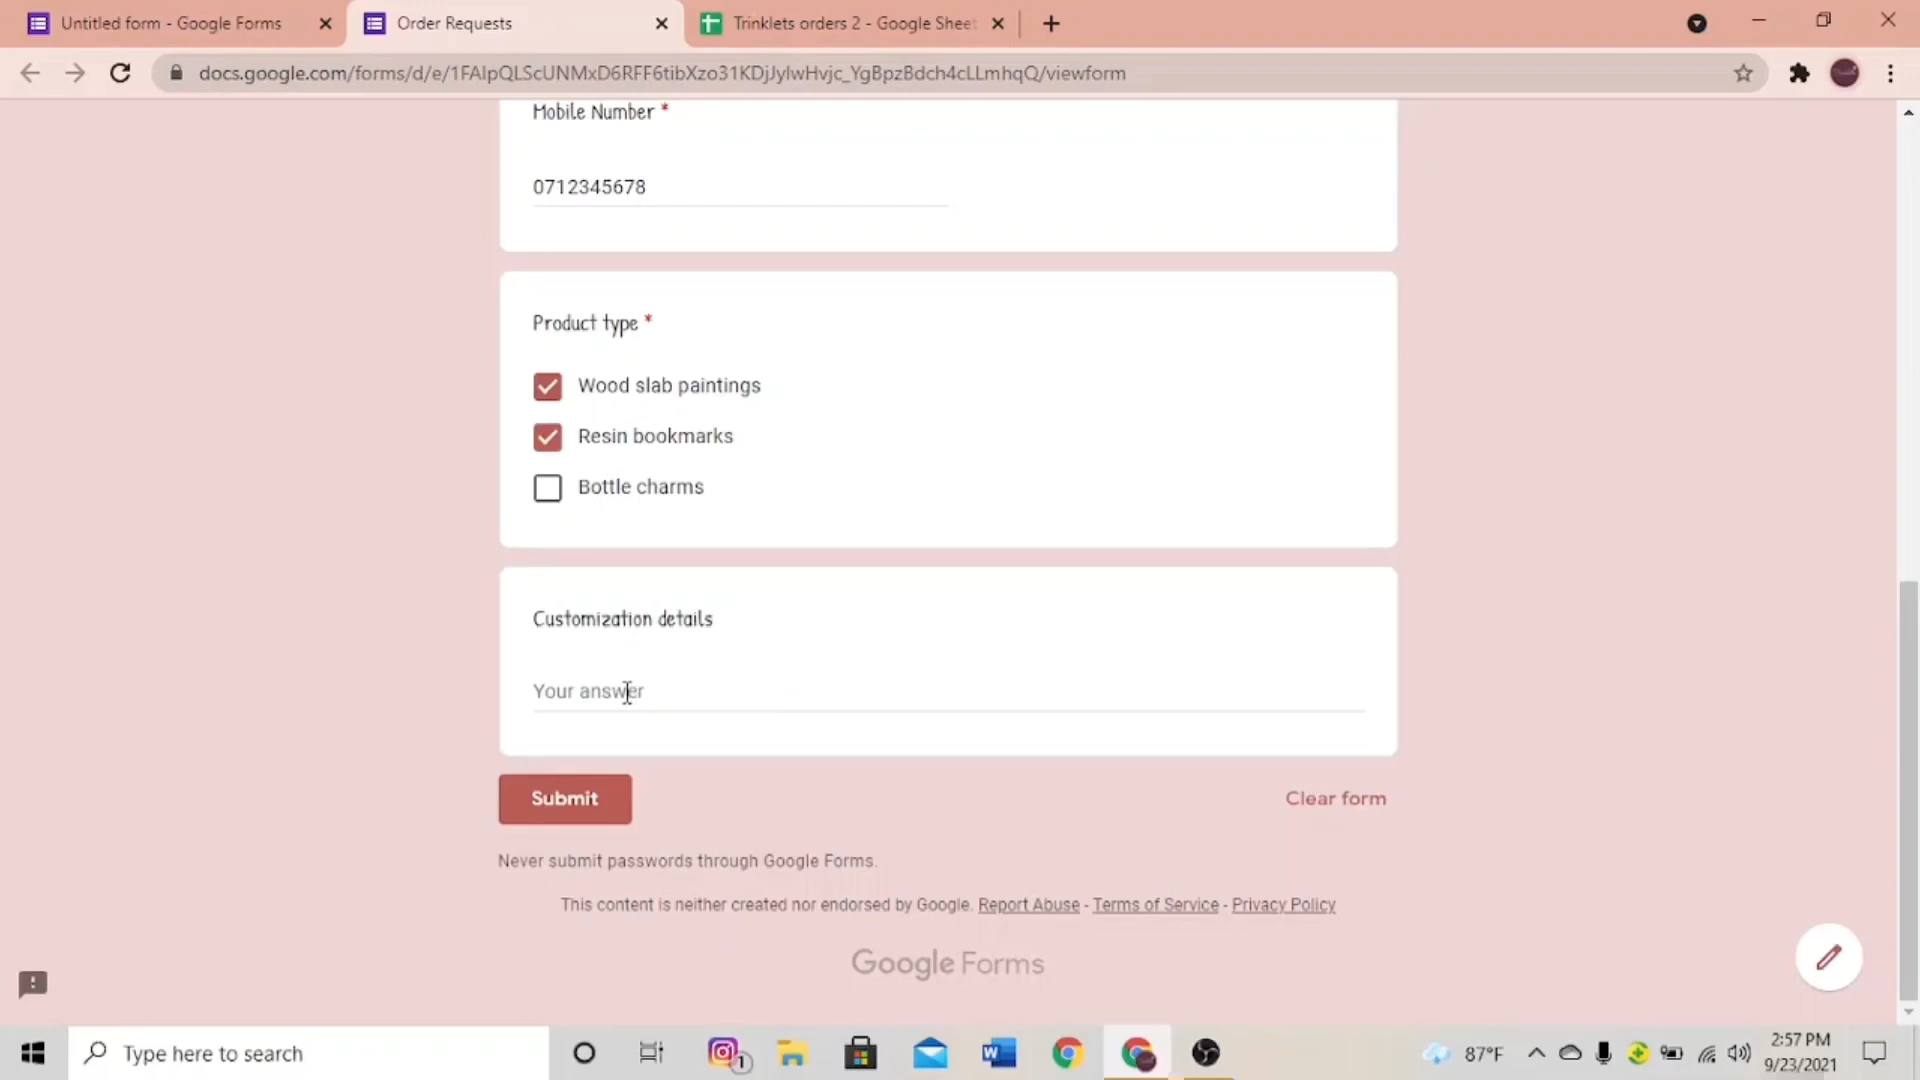 Untitled form - Google Forms
Order Requests
Trinklets orders 2 - Google Sheet
docs.google.com/forms/d/e/1FAIpQLScUNMxD6RFF6tibXzo31KDjJylwHvjc_YgBpzBdch4cLLmhqQ/viewform
Mobile Number *
0712345678
Product type *
Wood slab paintings
Resin bookmarks
Bottle charms
Customization details
Your answer
Submit
Clear form
Never submit passwords through Google Forms.
This content is neither created nor endorsed by Google. Report Abuse - Terms of Service - Privacy Policy
Google Forms
Type here to search
1
87°F
2:57 PM
9/23/2021